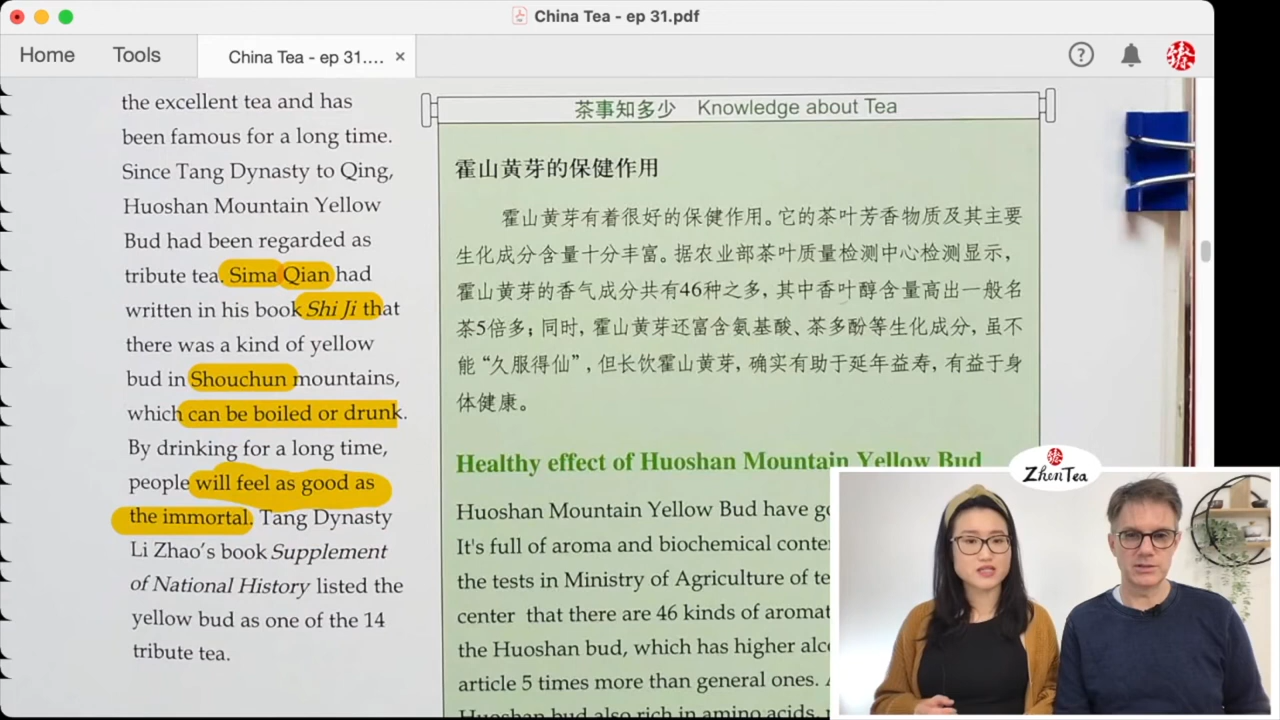 China Tea - ep 31.pdf
Home
Tools
China Tea - ep 31....
the excellent tea and has
been famous for a long time.
Since Tang Dynasty to Qing,
Huoshan Mountain Yellow
Bud had been regarded as
tribute tea. Sima Qian had
written in his book Shi Ji that
there was a kind of yellow
bud in Shouchun mountains,
which can be boiled or drunk.
By drinking for a long time,
people will feel as good as
the immortal. Tang Dynasty
Li Zhao's book Supplement
of National History listed the
yellow bud as one of the 14
tribute tea.
茶事知多少 Knowledge about Tea
霍山黄芽的保健作用
霍山黄芽有着很好的保健作用。它的茶叶芳香物质及其主要
生化成分含量十分丰富。据农业部茶叶质量检测中心检测显示，
霍山黄芽的香气成分共有46种之多，其中香叶醇含量高出一般名
茶5倍多；同时，霍山黄芽还富含氨基酸、茶多酚等生化成分，虽不
能“久服得仙”，但长饮霍山黄芽，确实有助于延年益寿，有益于身
体健康。
Healthy effect of Huoshan Mountain Yellow Bud
Huoshan Mountain Yellow Bud have
It's full of aroma and biochemical
the tests in Ministry of Agriculture of
center that there are 46 kinds of
the Huoshan bud, which has higher
article 5 times more than general ones.
Huoshan bud also rich in amino acids,
ZhenTea